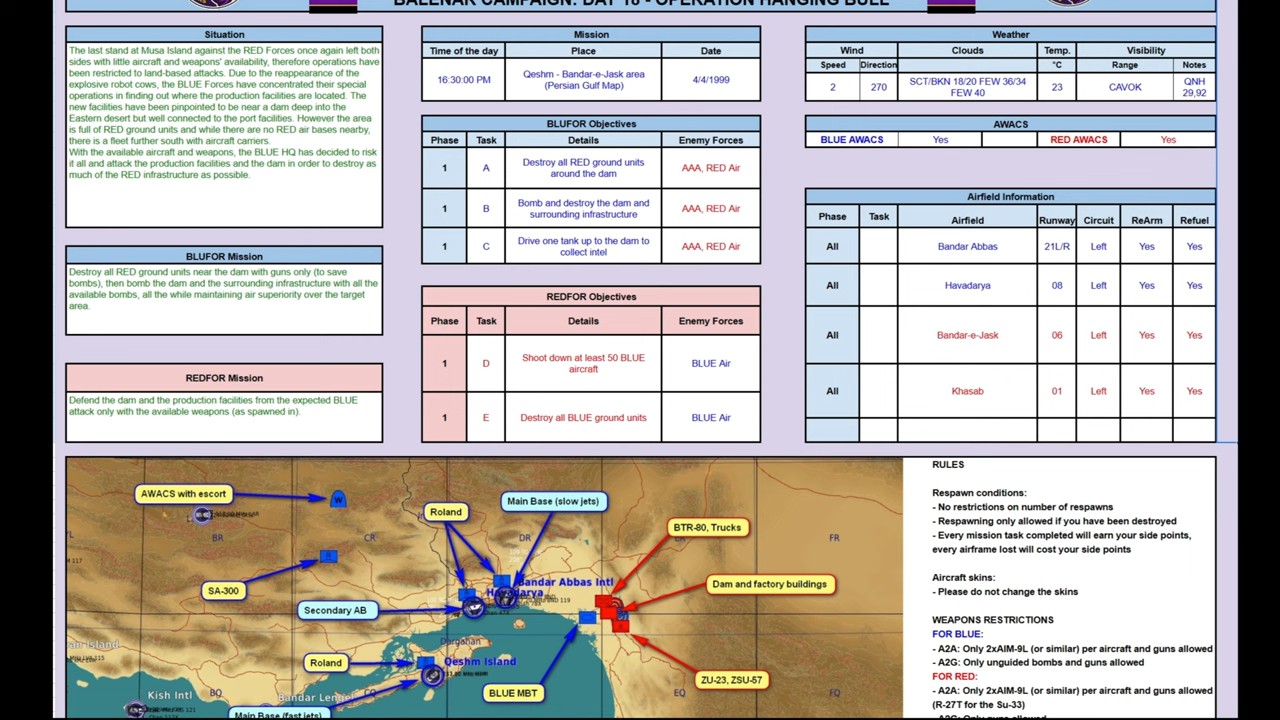 BALENAR CAMPAIGN: DAY 18 - OPERATION HANGING BULL
Situation
The last stand at Musa Island against the RED Forces once again left both
sides with little aircraft and weapons' availability, therefore operations have
been restricted to land-based attacks. Due to the reappearance of the
explosive robot cows, the BLUE Forces have concentrated their special
operations in finding out where the production facilities are located. The
new facilities have been pinpointed to be near a dam deep into the
Eastern desert but well connected to the port facilities. However the area
is full of RED ground units and while there are no RED air bases nearby,
there is a fleet further south with aircraft carriers.
With the available aircraft and weapons, the BLUE HQ has decided to risk
it all and attack the production facilities and the dam in order to destroy as
much of the RED infrastructure as possible.
BLUFOR Mission
Destroy all RED ground units near the dam with guns only (to save
bombs), then bomb the dam and the surrounding infrastructure with all the
available bombs, all the while maintaining air superiority over the target
area.
REDFOR Mission
Defend the dam and the production facilities from the expected BLUE
attack only with the available weapons (as spawned in).
Mission
Time of the day Place Date
16:30:00 PM Qeshm - Bandar-e-Jask area 4/4/1999
(Persian Gulf Map)
BLUFOR Objectives
Phase Task Details Enemy Forces
1 A Destroy all RED ground units AAA, RED Air
around the dam
1 B Bomb and destroy the dam and AAA, RED Air
surrounding infrastructure
1 C Drive one tank up to the dam to AAA, RED Air
collect intel
REDFOR Objectives
Phase Task Details Enemy Forces
1 D Shoot down at least 50 BLUE BLUE Air
aircraft
1 E Destroy all BLUE ground units BLUE Air
Weather
Wind Clouds Temp. Visibility
Speed Direction °C Range Notes
2 270 SCT/BKN 18/20 FEW 36/34 23 CAVOK QNH
FEW 40 29,92
AWACS
BLUE AWACS Yes RED AWACS Yes
Airfield Information
Phase Task Airfield Runway Circuit ReArm Refuel
All Bandar Abbas 21L/R Left Yes Yes
All Havadarya 08 Left Yes Yes
All Bandar-e-Jask 06 Left Yes Yes
All Khasab 01 Left Yes Yes
AWACS with escort
W
Roland
Main Base (slow jets)
BTR-80, Trucks
BR
CR
DR
FR
SA-300
Bandar Abbas Intl
Dam and factory buildings
Secondary AB
Roland
Qeshm Island
ZU-23, ZSU-57
BLUE MBT
EQ
FQ
BQ
Kish Intl
Main Base (fast jets)
RULES
Respawn conditions:
- No restrictions on number of respawns
- Respawning only allowed if you have been destroyed
- Every mission task completed will earn your side points,
every airframe lost will cost your side points
Aircraft skins:
- Please do not change the skins
WEAPONS RESTRICTIONS
FOR BLUE:
- A2A: Only 2xAIM-9L (or similar) per aircraft and guns allowed
- A2G: Only unguided bombs and guns allowed
FOR RED:
- A2A: Only 2xAIM-9L (or similar) per aircraft and guns allowed
(R-27T for the Su-33)
- A2G: Only guns allowed